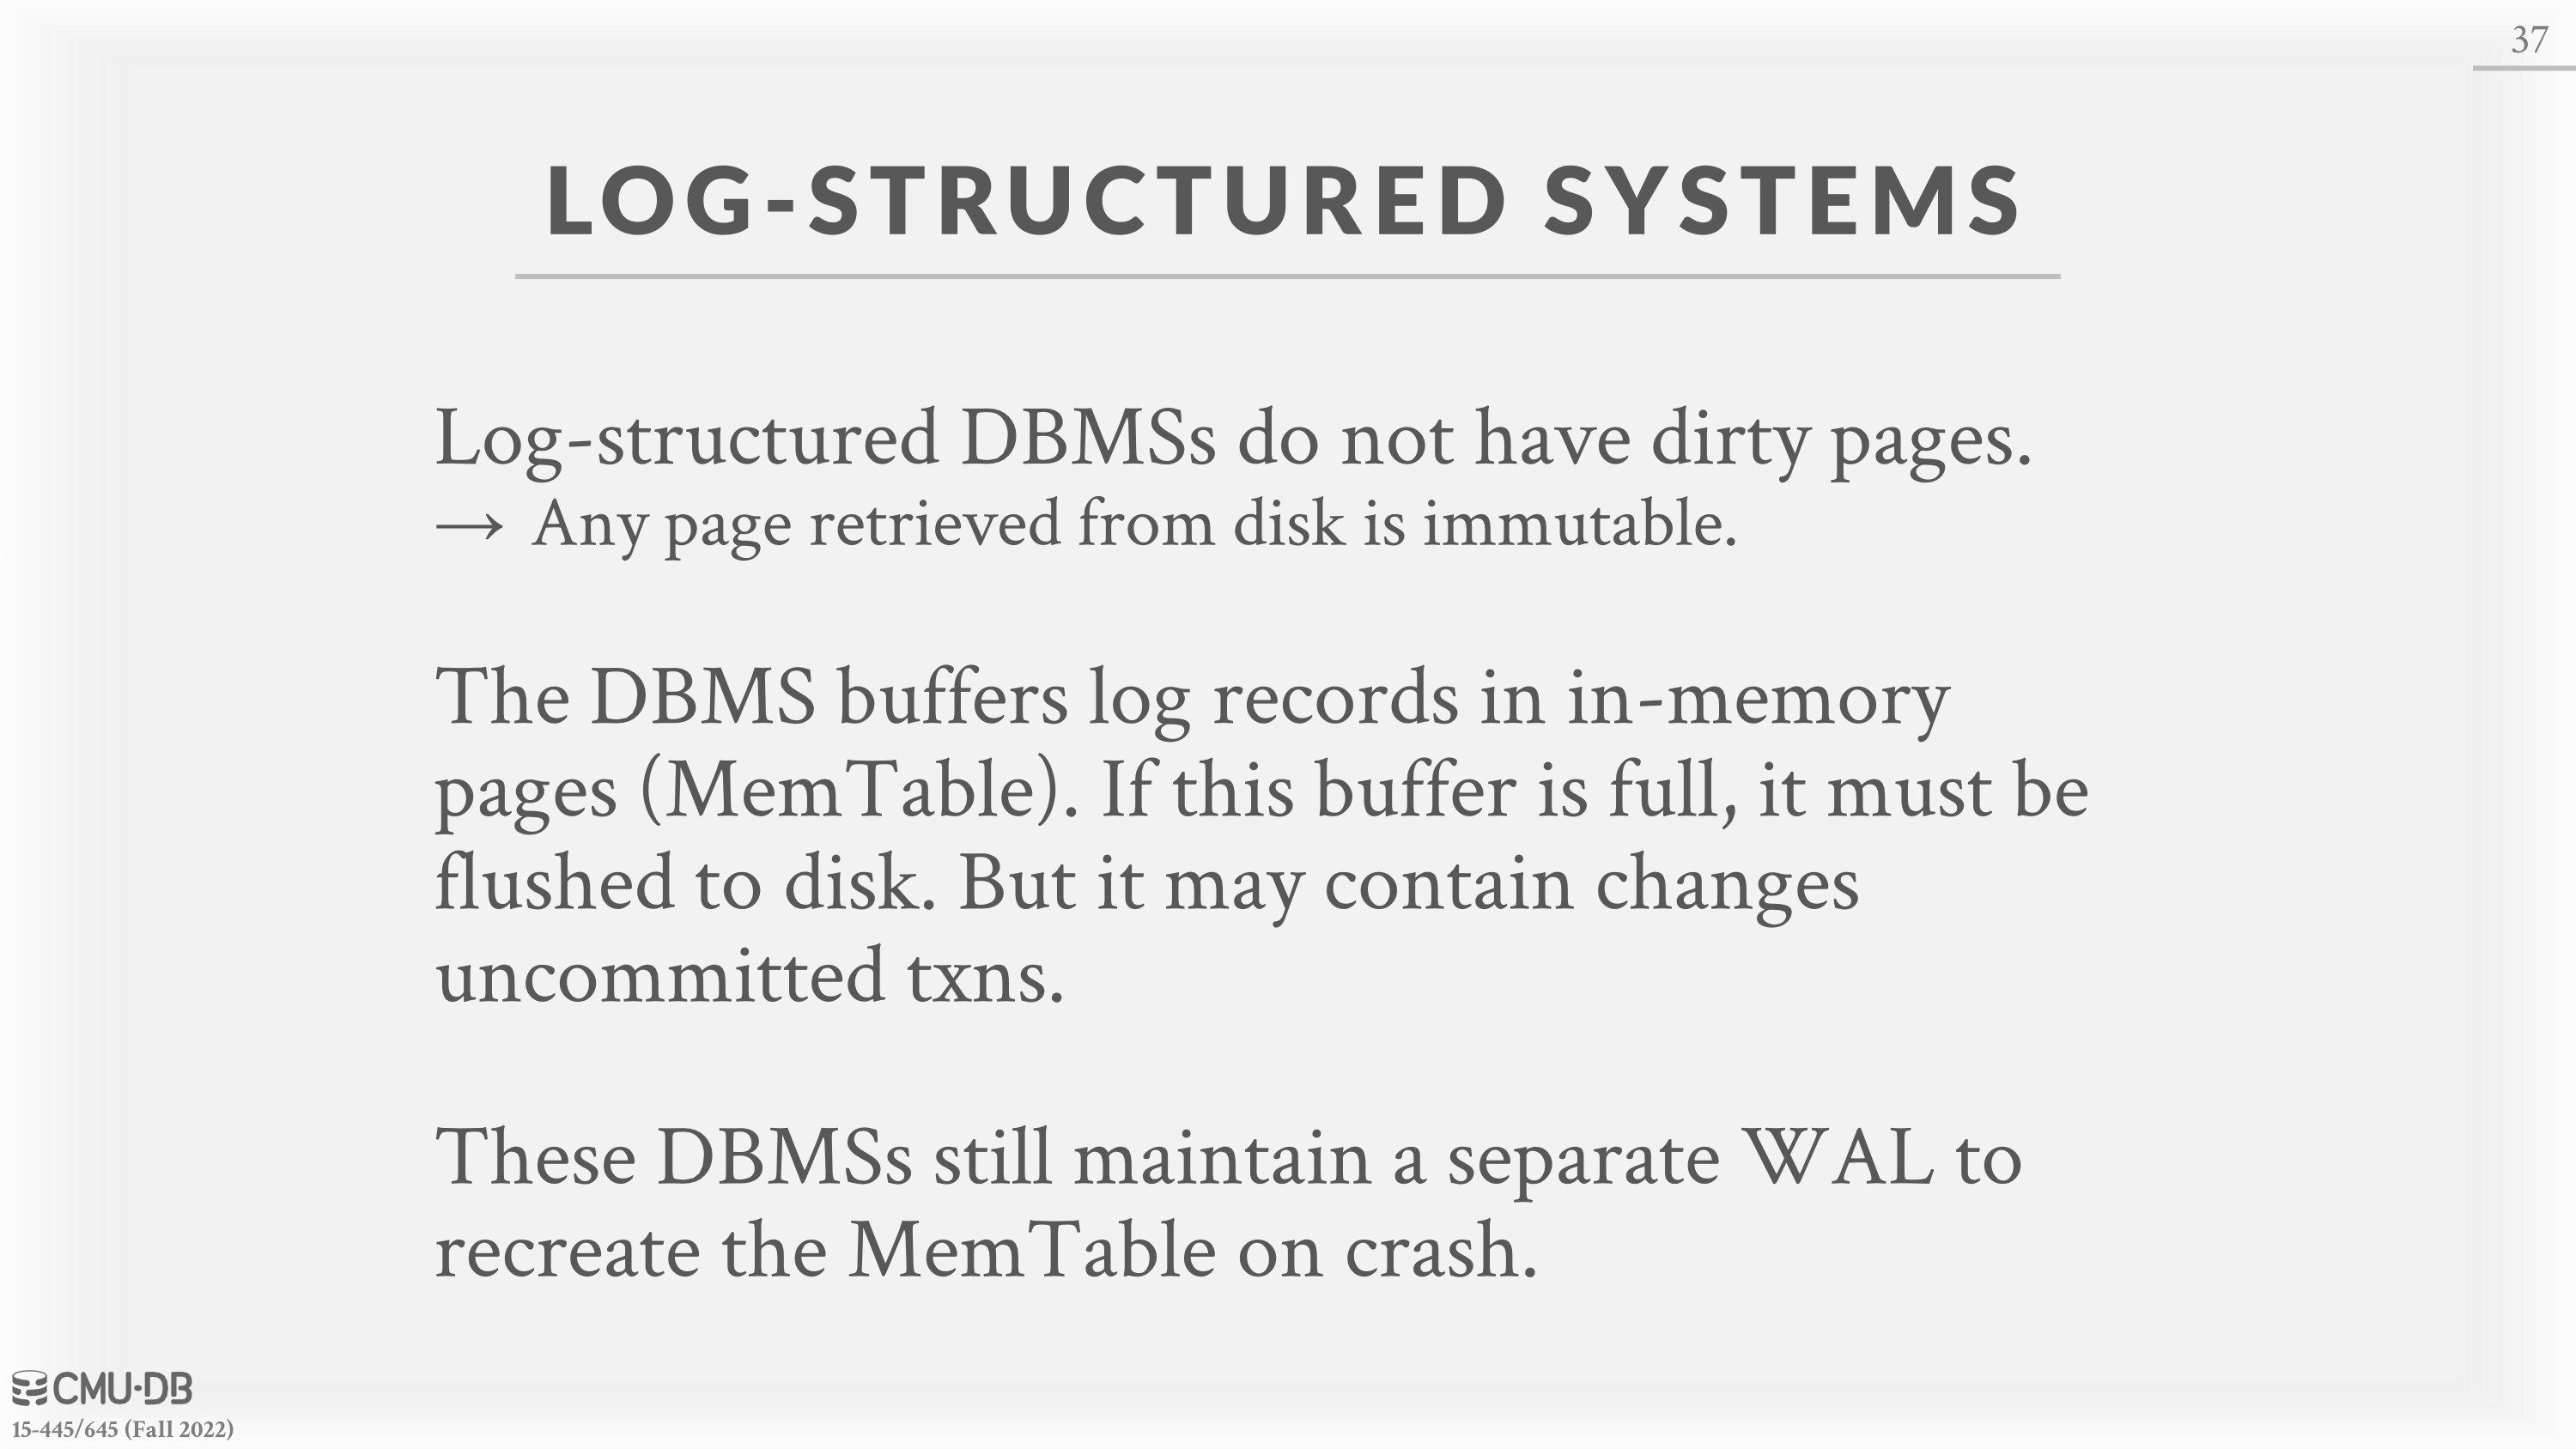 37
LOG-STRUCTURED SYSTEMS
Log-structured DBMSs do not have dirty pages.
→ Any page retrieved from disk is immutable.
The DBMS buffers log records in in-memory
pages (MemTable). If this buffer is full, it must be
flushed to disk. But it may contain changes
uncommitted txns.
These DBMSs still maintain a separate WAL to
recreate the MemTable on crash.
CMU·DB
15-445/645 (Fall 2022)